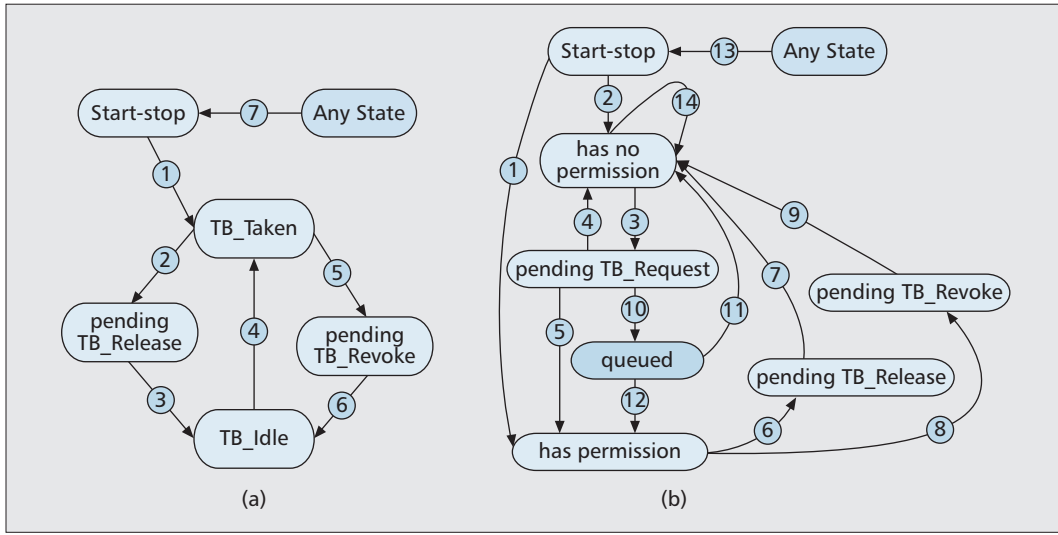 Start-stop
7
Any State
1
TB_Taken
2
5
pending
TB_Release
4
pending
TB_Revoke
3
6
TB_Idle
(a)
Start-stop
13
Any State
2
14
1
has no
permission
9
4
3
pending TB_Request
7
pending TB_Revoke
5
10
11
queued
pending TB_Release
12
6
8
has permission
(b)